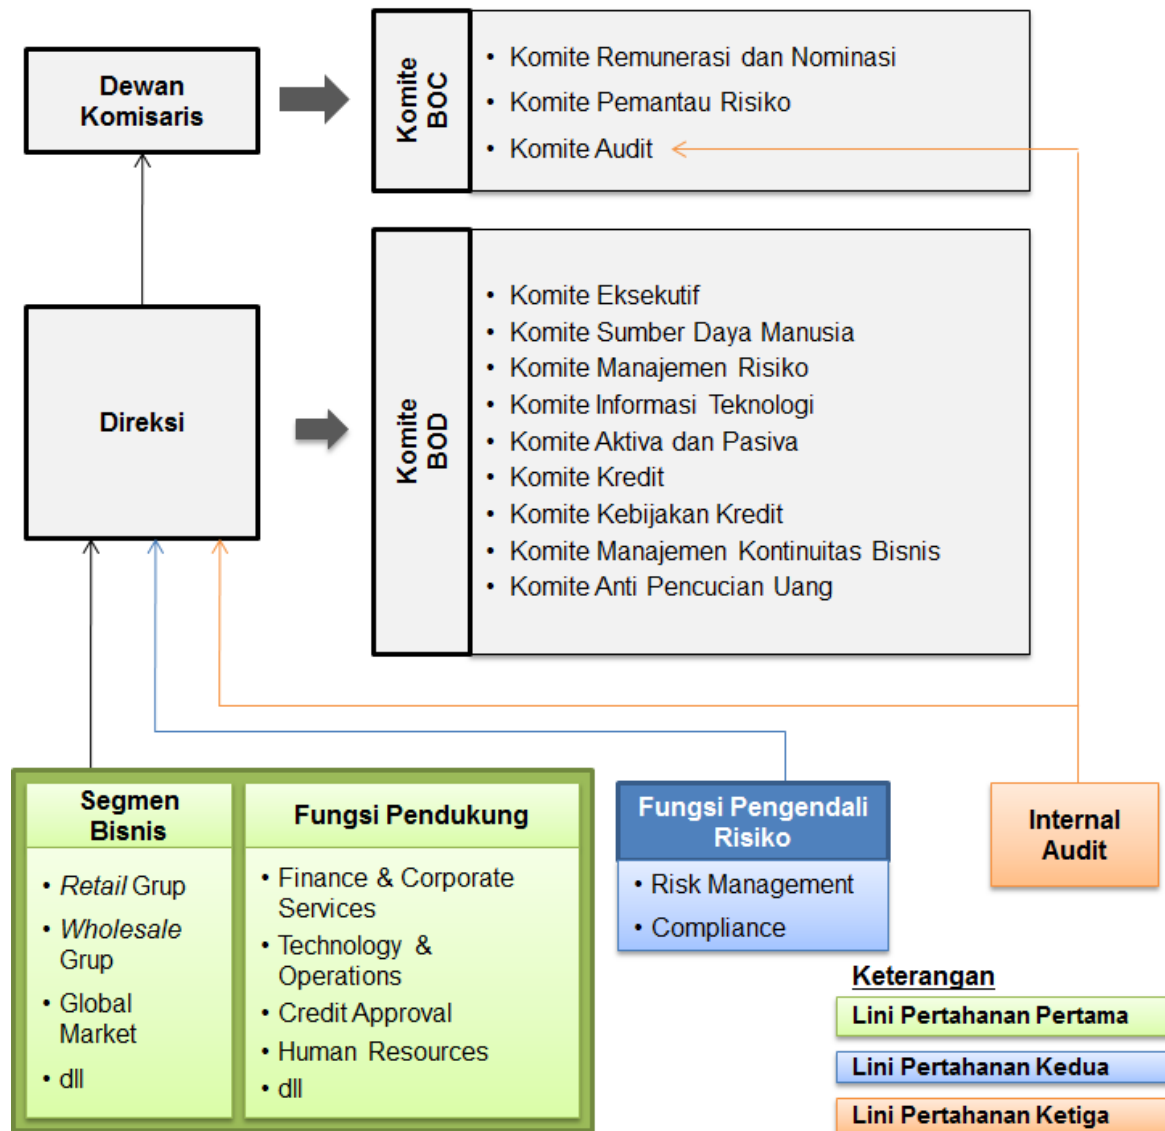 Dewan
Komisaris
Komite
BOC
• Komite Remunerasi dan Nominasi
• Komite Pemantau Risiko
• Komite Audit
Direksi
Komite
BOD
• Komite Eksekutif
• Komite Sumber Daya Manusia
• Komite Manajemen Risiko
• Komite Informasi Teknologi
• Komite Aktiva dan Pasiva
• Komite Kredit
• Komite Kebijakan Kredit
• Komite Manajemen Kontinuitas Bisnis
• Komite Anti Pencucian Uang
Segmen
Bisnis
• Retail Grup
• Wholesale
Grup
• Global
Market
• dll
Fungsi Pendukung
• Finance & Corporate
Services
• Technology &
Operations
• Credit Approval
• Human Resources
• dll
Fungsi Pengendali
Risiko
• Risk Management
• Compliance
Internal
Audit
Keterangan
Lini Pertahanan Pertama
Lini Pertahanan Kedua
Lini Pertahanan Ketiga